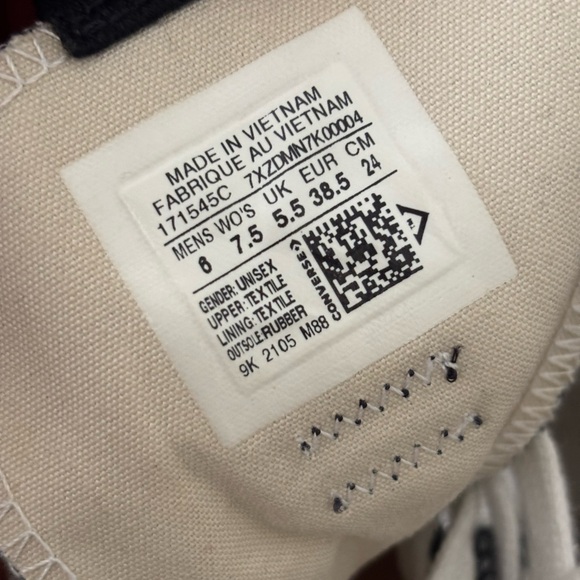 MADE IN VIETNAM
FABRIQUE AU VIETNAM
171545C 7XZDMN7K00004
MENS WO'S UK EUR CM
6 7.5 5.5 38.5 24
GENDER: UNISEX
UPPER: TEXTILE
LINING: TEXTILE
OUTSOLE RUBBER
9K 2105 M88
CONVERSE